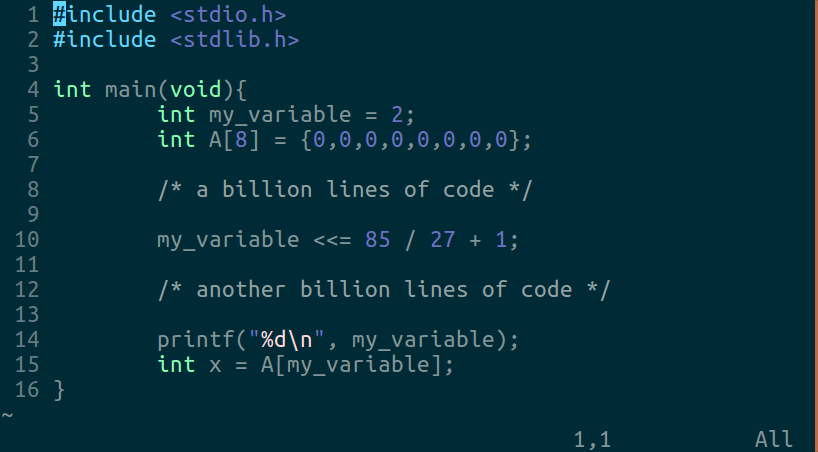 1 #include <stdio.h>
2 #include <stdlib.h>
3
4 int main(void){
5         int my_variable = 2;
6         int A[8] = {0,0,0,0,0,0,0,0};
7
8         /* a billion lines of code */
9
10         my_variable <<= 85 / 27 + 1;
11
12         /* another billion lines of code */
13
14         printf("%d\n", my_variable);
15         int x = A[my_variable];
16 }
~
1,1 All